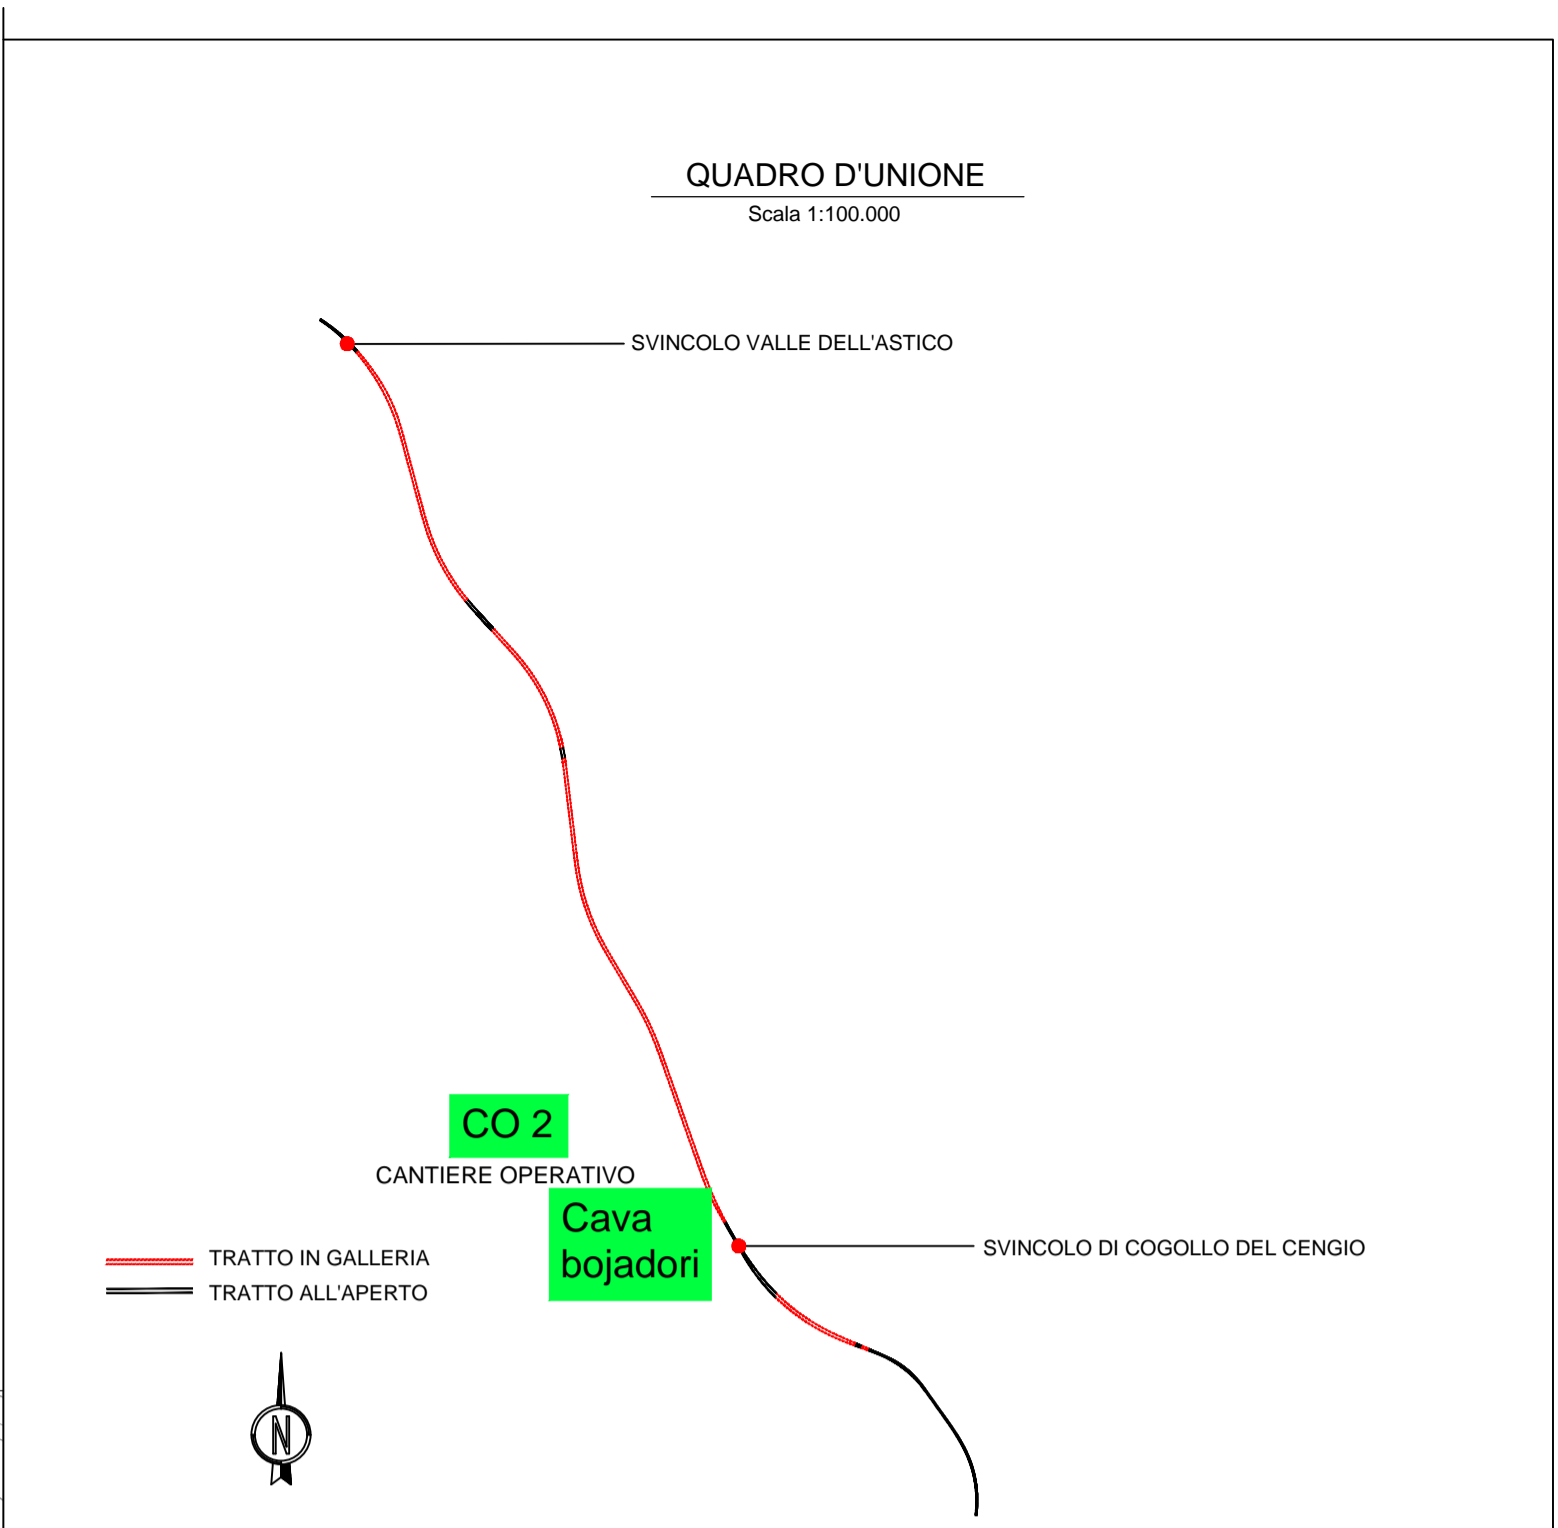 QUADRO D'UNIONE
Scala 1:100.000
SVINCOLO VALLE DELL'ASTICO
CO 2
CANTIERE OPERATIVO
Cava
bojadori
SVINCOLO DI COGOLLO DEL CENGIO
TRATTO IN GALLERIA
TRATTO ALL'APERTO
N